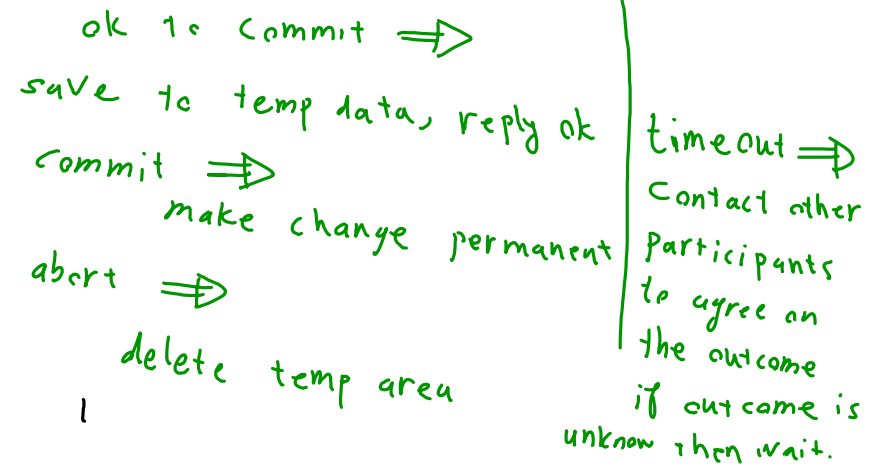 ok to commit ⇒
save to temp data, reply ok
commit ⇒
make change permanent
abort ⇒
delete temp area
timeout ⇒
contact other
participants
to agree on
the outcome
if outcome is
unknow then wait.